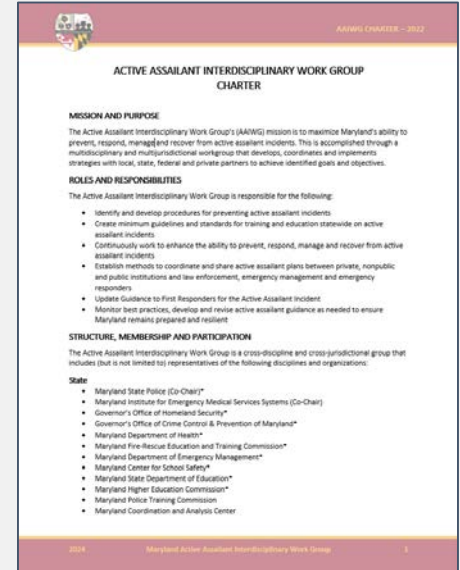 AAIWG CHARTER – 2022
ACTIVE ASSAILANT INTERDISCIPLINARY WORK GROUP
CHARTER
MISSION AND PURPOSE
The Active Assailant Interdisciplinary Work Group's (AAIWG) mission is to maximize Maryland's ability to
prevent, respond, manage and recover from active assailant incidents. This is accomplished through a
multidisciplinary and multijurisdictional workgroup that develops, coordinates and implements
strategies with local, state, federal and private partners to achieve identified goals and objectives.
ROLES AND RESPONSIBILITIES
The Active Assailant Interdisciplinary Work Group is responsible for the following:
• Identify and develop procedures for preventing active assailant incidents
• Create minimum guidelines and standards for training and education statewide on active
assailant incidents
• Continuously work to enhance the ability to prevent, respond, manage and recover from active
assailant incidents
• Establish methods to coordinate and share active assailant plans between private, nonpublic
and public institutions and law enforcement, emergency management and emergency
responders
• Update Guidance to First Responders for the Active Assailant Incident
• Monitor best practices, develop and revise active assailant guidance as needed to ensure
Maryland remains prepared and resilient
STRUCTURE, MEMBERSHIP AND PARTICIPATION
The Active Assailant Interdisciplinary Work Group is a cross-discipline and cross-jurisdictional group that
includes (but is not limited to) representatives of the following disciplines and organizations:
State
• Maryland State Police (Co-Chair)*
• Maryland Institute for Emergency Medical Services Systems (Co-Chair)
• Governor's Office of Homeland Security*
• Governor's Office of Crime Control & Prevention of Maryland*
• Maryland Department of Health*
• Maryland Fire-Rescue Education and Training Commission*
• Maryland Department of Emergency Management*
• Maryland Center for School Safety*
• Maryland State Department of Education*
• Maryland Higher Education Commission*
• Maryland Police Training Commission
• Maryland Coordination and Analysis Center
2024 Maryland Active Assailant Interdisciplinary Work Group 1